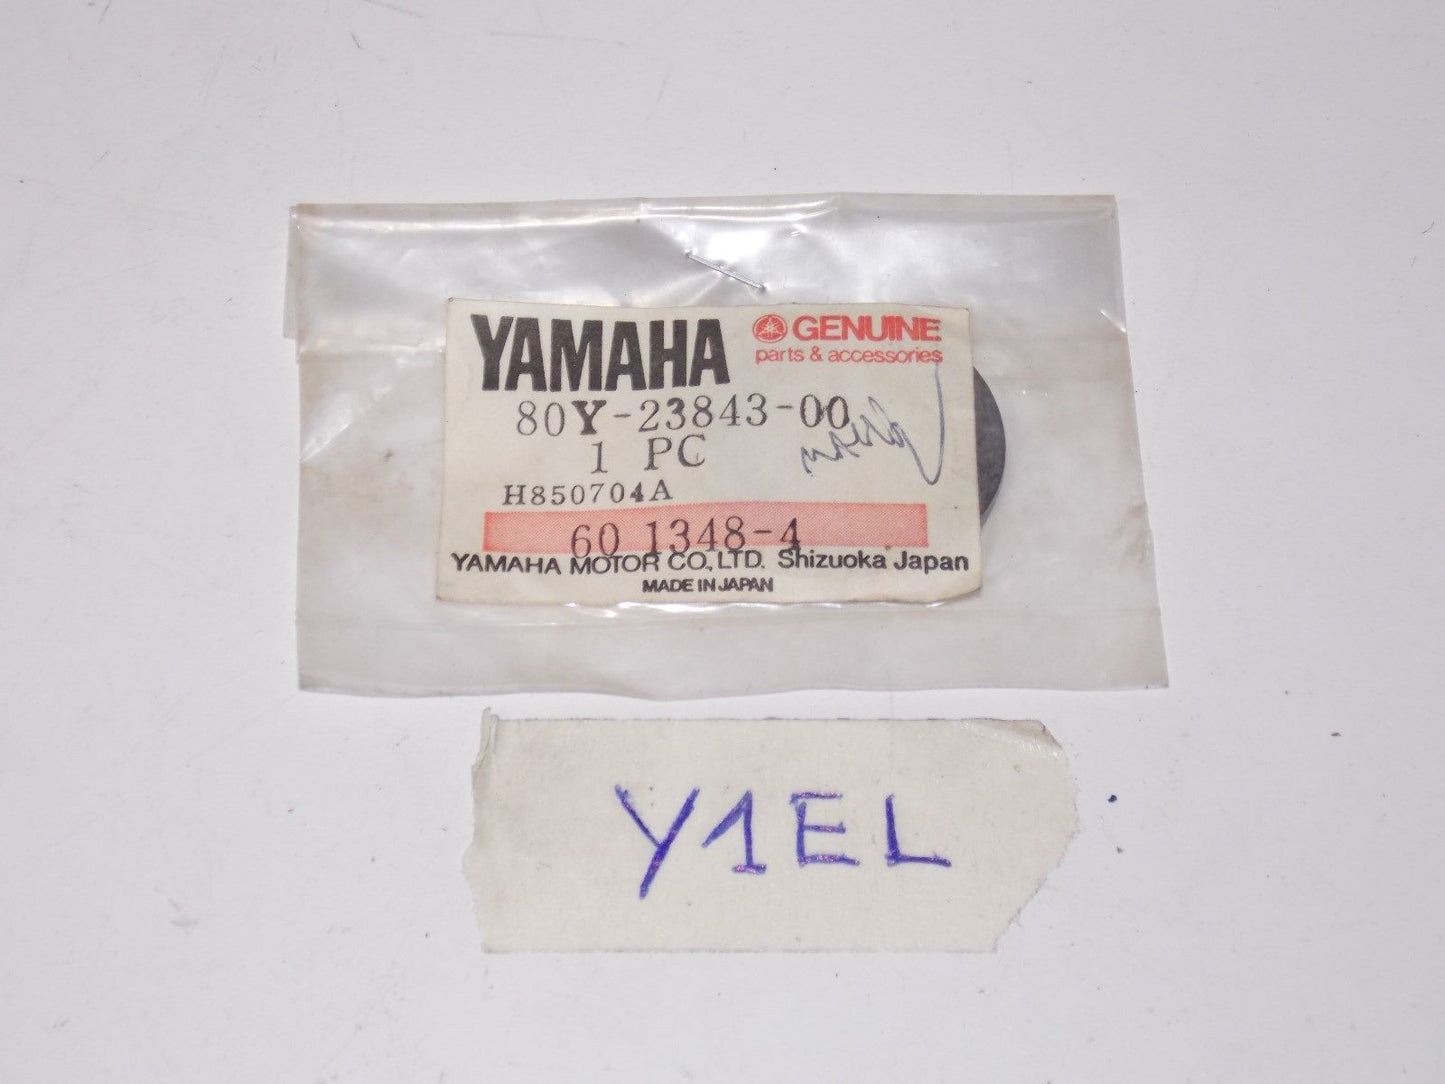 YAMAHA
GENUINE
parts & accessories
80Y-23843-00
1 PC
H850704A
60 1348-4
YAMAHA MOTOR CO., LTD. Shizuoka Japan
MADE IN JAPAN
Y1EL